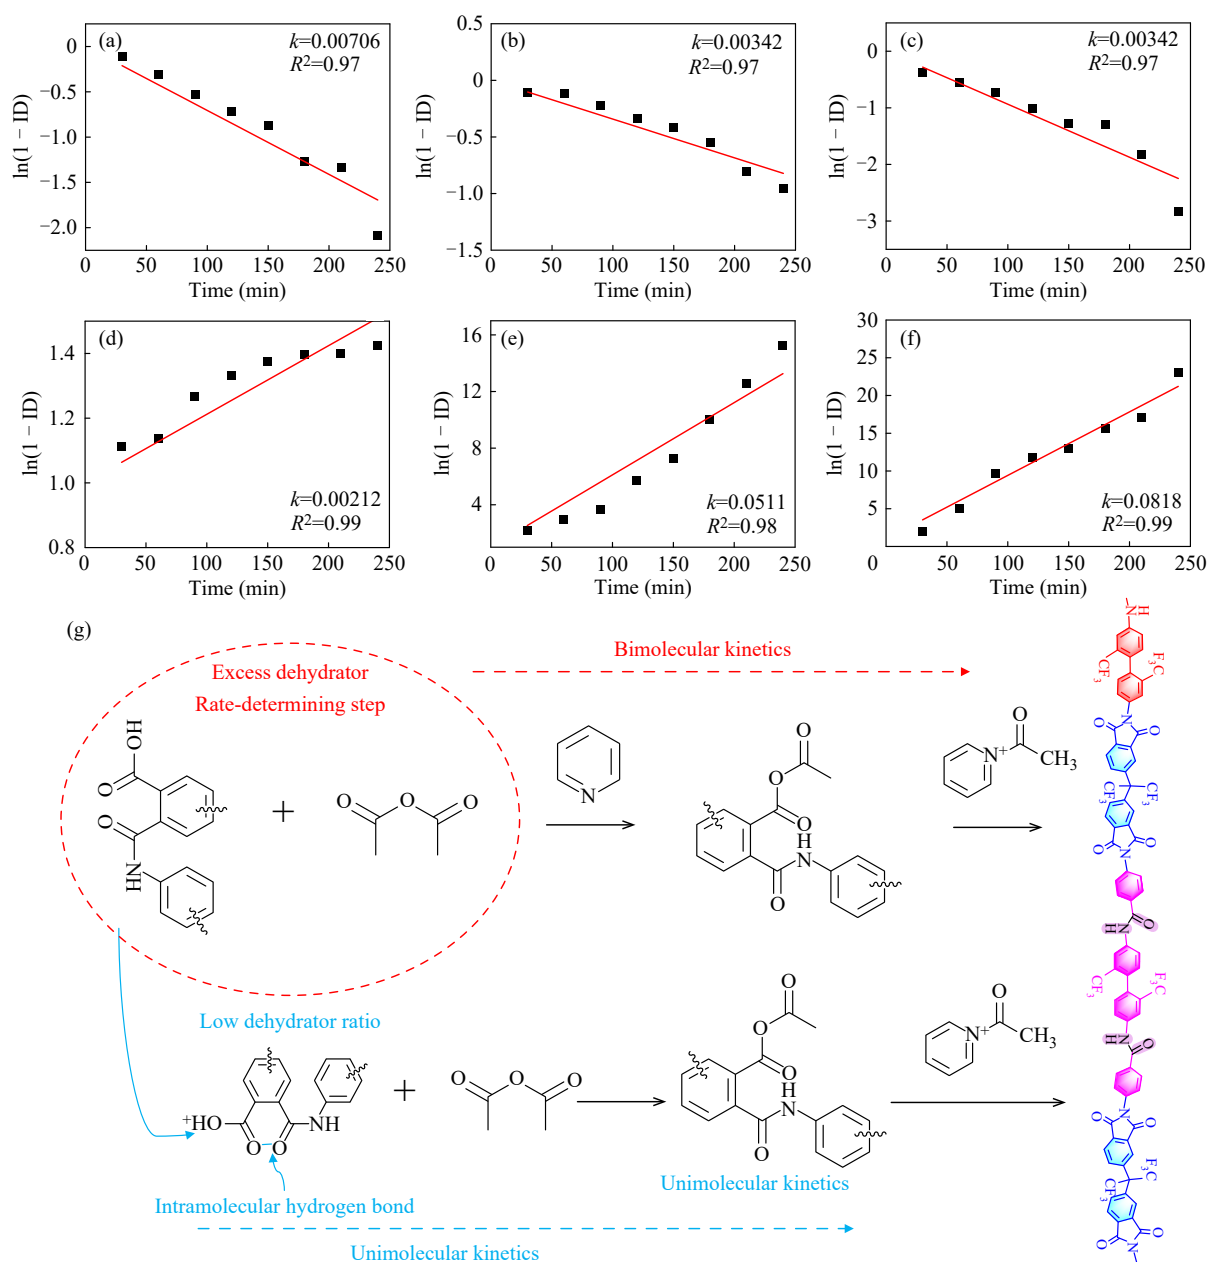 (a)
k=0.00706
R²=0.97
0
−0.5
−1.0
−1.5
−2.0
ln(1 − ID)
0
50
100
150
200
250
Time (min)
(b)
k=0.00342
R²=0.97
0.5
0
−0.5
−1.0
−1.5
ln(1 − ID)
0
50
100
150
200
250
Time (min)
(c)
k=0.00342
R²=0.97
0
−1
−2
−3
ln(1 − ID)
0
50
100
150
200
250
Time (min)
(d)
k=0.00212
R²=0.99
1.4
1.2
1.0
0.8
ln(1 − ID)
0
50
100
150
200
250
Time (min)
(e)
k=0.0511
R²=0.98
16
12
8
4
ln(1 − ID)
0
50
100
150
200
250
Time (min)
(f)
k=0.0818
R²=0.99
30
25
20
15
10
5
ln(1 − ID)
0
50
100
150
200
250
Time (min)
(g)
Excess dehydrator
Rate-determining step
Bimolecular kinetics
HO
O
O
NH
+
O
O
O
N
O
O
O
H
N
O
N⁺
O
CH₃
Low dehydrator ratio
⁺HO
O
O
NH
+
O
O
O
O
O
O
H
N
O
N⁺
O
CH₃
Intramolecular hydrogen bond
Unimolecular kinetics
Unimolecular kinetics
H
N
CF₃
F₃C
N
O
O
CF₃
CF₃
O
O
N
O
N
H
CF₃
F₃C
N
H
O
N
O
O
F₃C
CF₃
O
O
N